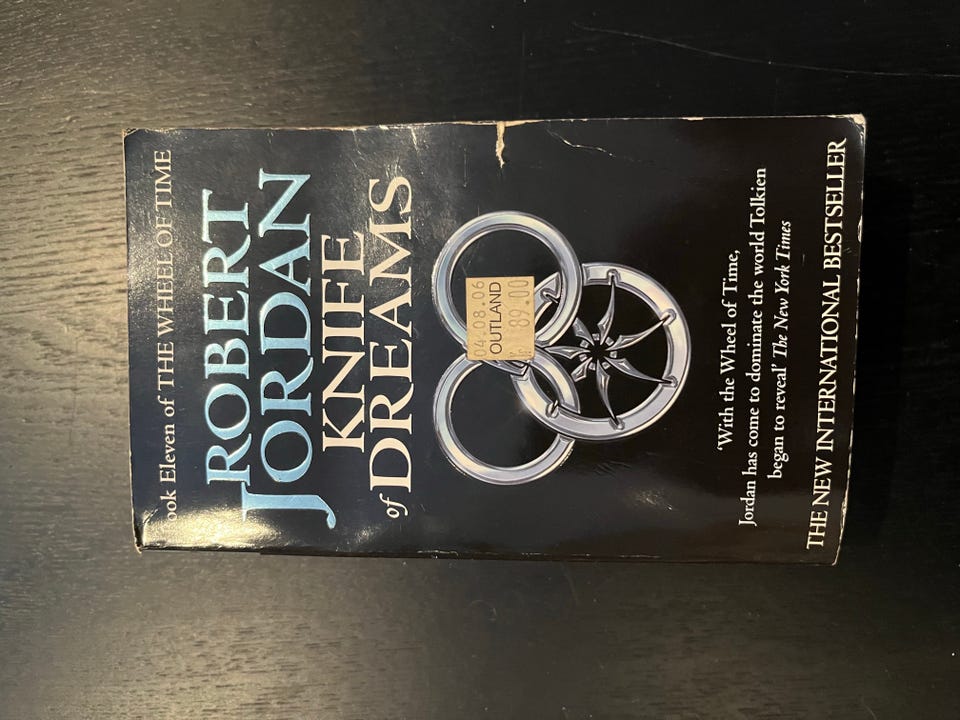 ook Eleven of THE WHEEL OF TIME
ROBERT
JORDAN
KNIFE
of DREAMS
04.08.06
OUTLAND
89.00
‘With the Wheel of Time,
Jordan has come to dominate the world Tolkien
began to reveal’ The New York Times
THE NEW INTERNATIONAL BESTSELLER